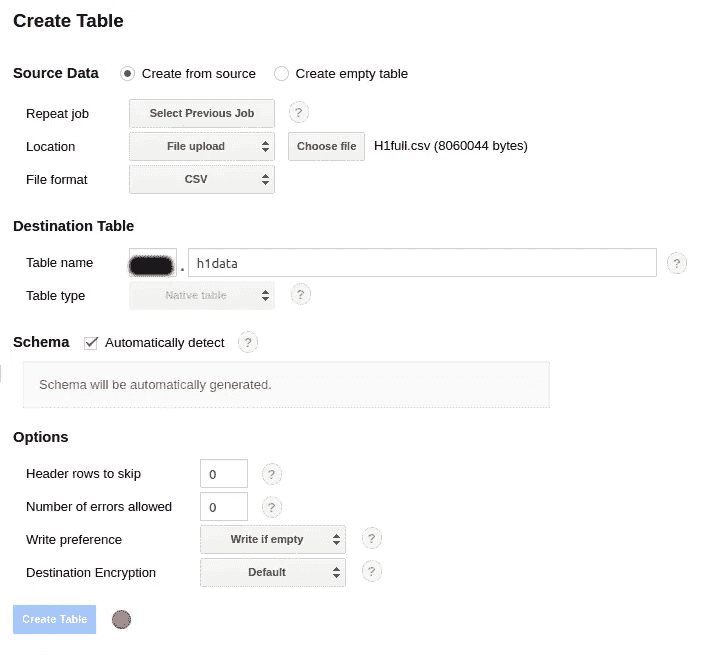 Create Table
Source Data Create from source Create empty table
Repeat job Select Previous Job ?
Location File upload Choose file H1full.csv (8060044 bytes)
File format CSV
Destination Table
Table name . h1data ?
Table type Native table ?
Schema Automatically detect ?
Schema will be automatically generated.
Options
Header rows to skip 0 ?
Number of errors allowed 0 ?
Write preference Write if empty ?
Destination Encryption Default ?
Create Table